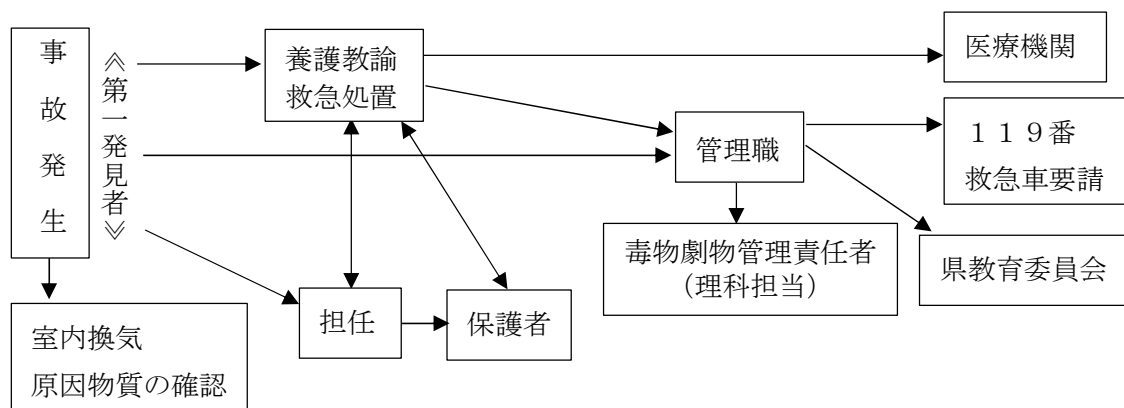 事故発生
≪第一発見者≫
養護教諭
救急処置
医療機関
管理職
１１９番
救急車要請
毒物劇物管理責任者
（理科担当）
県教育委員会
担任
保護者
室内換気
原因物質の確認